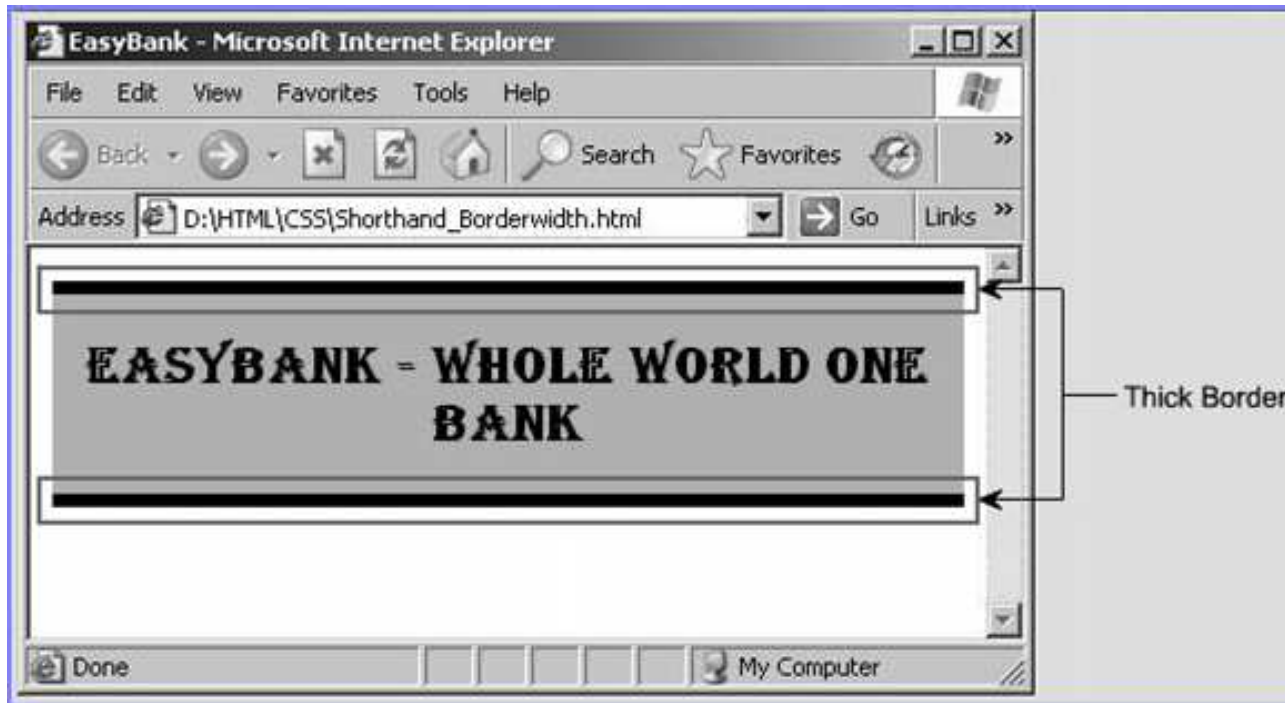 EasyBank - Microsoft Internet Explorer
File Edit View Favorites Tools Help
Back Search Favorites »
Address D:\HTML\CSS\Shorthand_Borderwidth.html Go Links »
EASYBANK - WHOLE WORLD ONE
BANK
Thick Border
Done My Computer